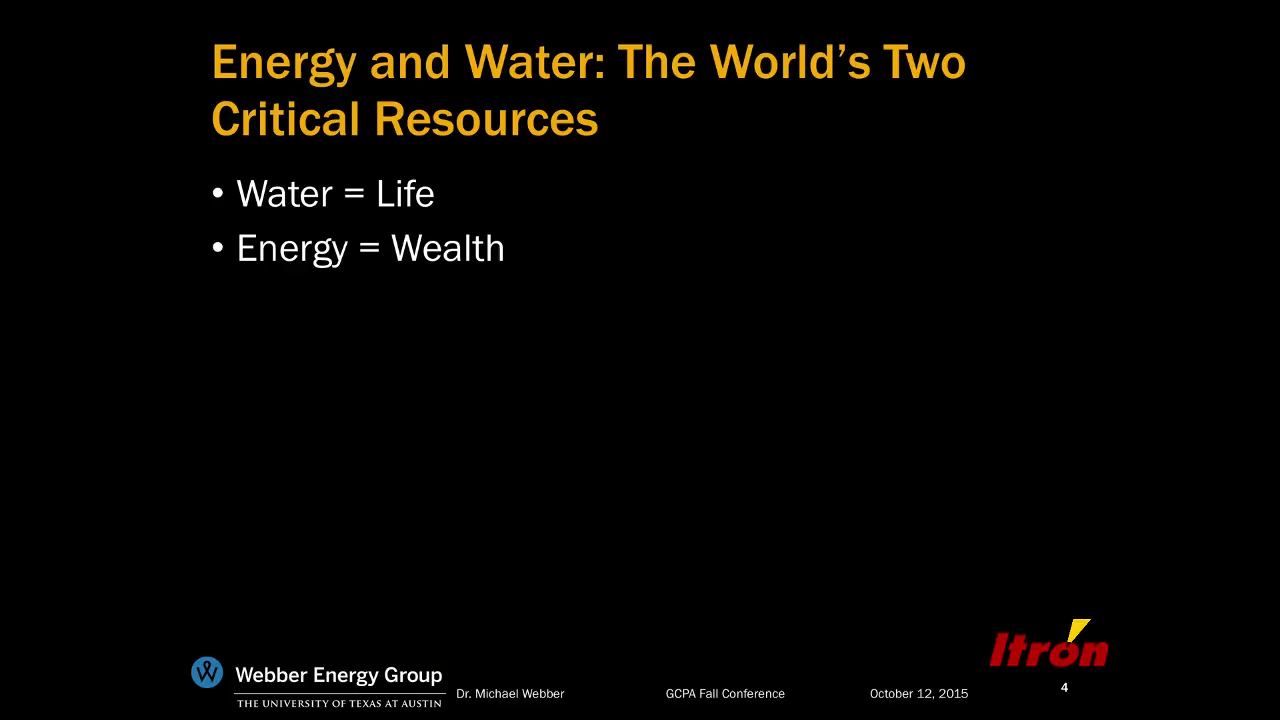 Energy and Water: The World’s Two
Critical Resources
• Water = Life
• Energy = Wealth
Itron
Webber Energy Group
THE UNIVERSITY OF TEXAS AT AUSTIN
Dr. Michael Webber
GCPA Fall Conference
October 12, 2015
4